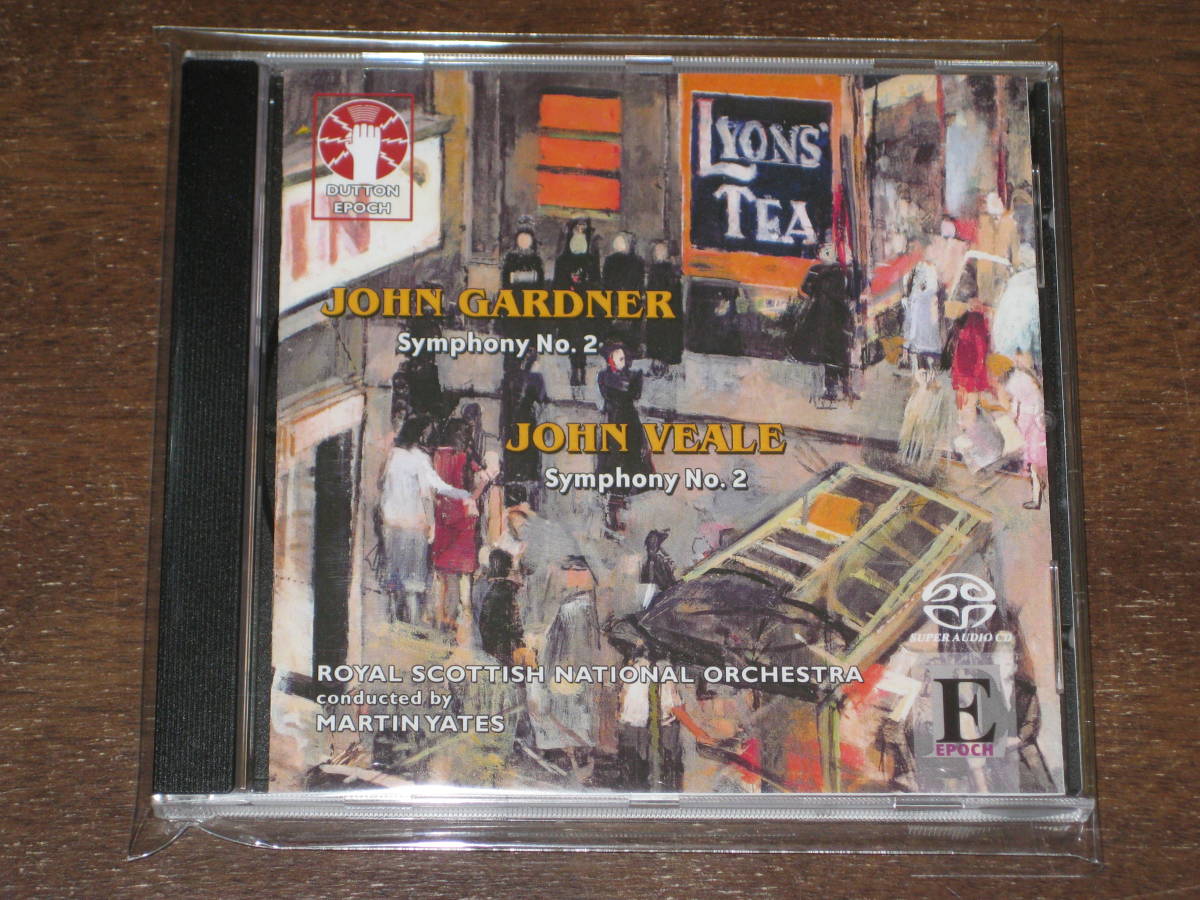 DUTTON
EPOCH
LYONS'
TEA
JOHN GARDNER
Symphony No. 2
JOHN VEALE
Symphony No. 2
SUPER AUDIO CD
ROYAL SCOTTISH NATIONAL ORCHESTRA
conducted by
MARTIN YATES
E
EPOCH